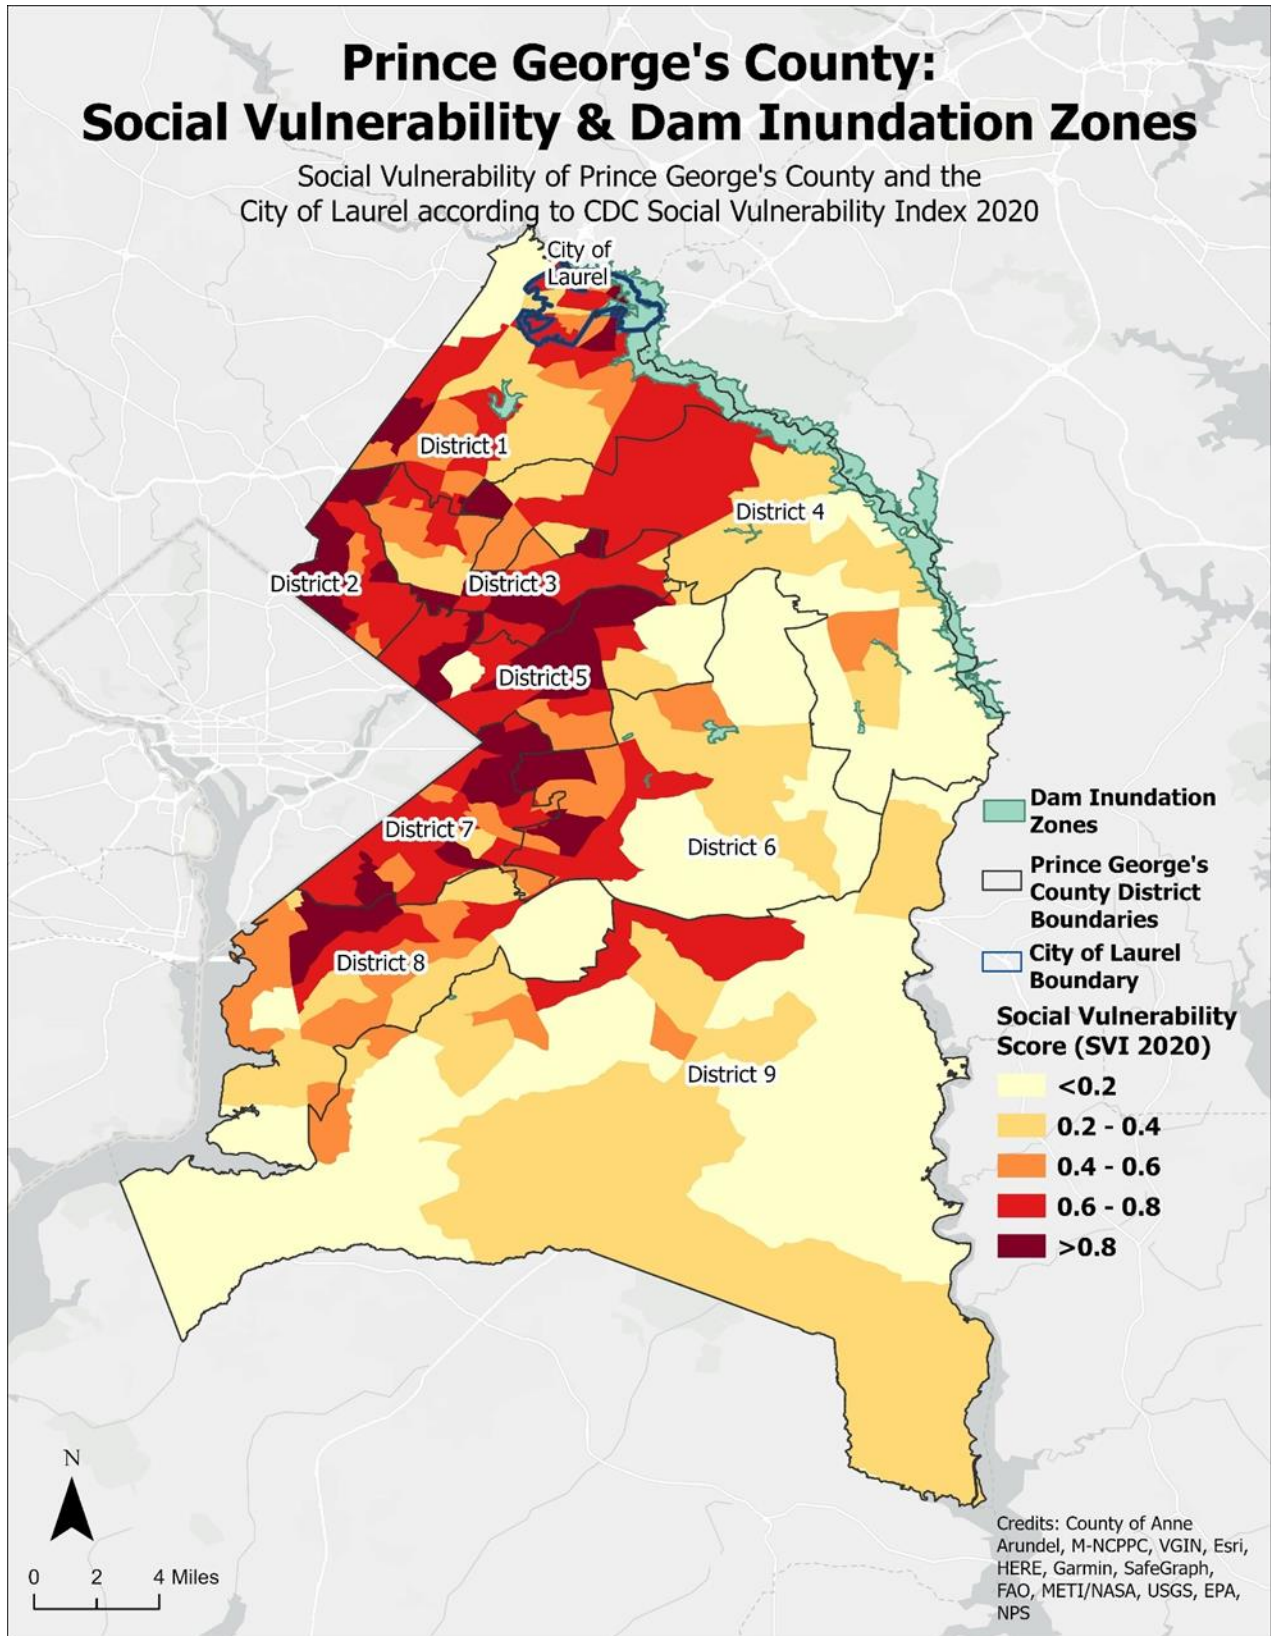 Prince George's County:
Social Vulnerability & Dam Inundation Zones
Social Vulnerability of Prince George's County and the
City of Laurel according to CDC Social Vulnerability Index 2020
City of
Laurel
District 1
District 4
District 2
District 3
District 5
District 7
District 6
District 8
District 9
Dam Inundation
Zones
Prince George's
County District
Boundaries
City of Laurel
Boundary
Social Vulnerability
Score (SVI 2020)
<0.2
0.2 - 0.4
0.4 - 0.6
0.6 - 0.8
>0.8
N
0 2 4 Miles
Credits: County of Anne
Arundel, M-NCPPC, VGIN, Esri,
HERE, Garmin, SafeGraph,
FAO, METI/NASA, USGS, EPA,
NPS